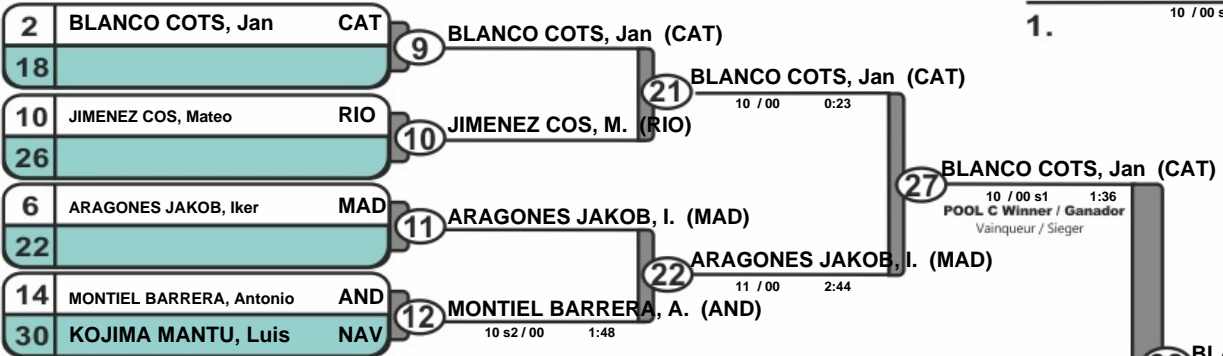 2 BLANCO COTS, Jan CAT
18
9 BLANCO COTS, Jan (CAT)
10 JIMENEZ COS, Mateo RIO
26
10 JIMENEZ COS, M. (RIO)
21 BLANCO COTS, Jan (CAT)
10 / 00 0:23
6 ARAGONES JAKOB, Iker MAD
22
11 ARAGONES JAKOB, I. (MAD)
14 MONTIEL BARRERA, Antonio AND
30 KOJIMA MANTU, Luis NAV
12 MONTIEL BARRERA, A. (AND)
10 s2 / 00 1:48
22 ARAGONES JAKOB, I. (MAD)
11 / 00 2:44
27 BLANCO COTS, Jan (CAT)
10 / 00 s1 1:36
POOL C Winner / Ganador
Vainqueur / Sieger
10 / 00 s
1.